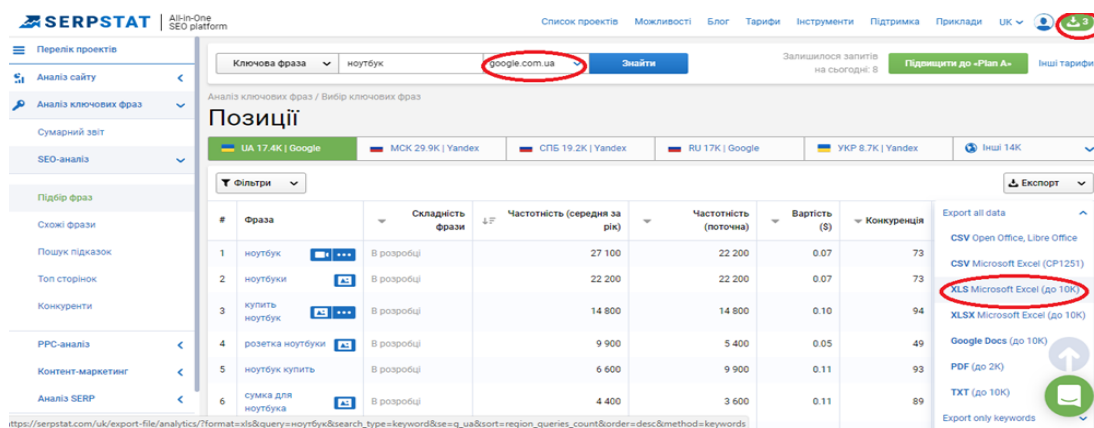 SERPSTAT All-in-One SEO platform
Список проектів Можливості Блог Тарифи Інструменти Підтримка Приклади UK 3
Перелік проектів
Аналіз сайту
Аналіз ключових фраз
Сумарний звіт
SEO-аналіз
Підбір фраз
Схожі фрази
Пошук підказок
Топ сторінок
Конкуренти
PPC-аналіз
Контент-маркетинг
Аналіз SERP
Ключова фраза ноутбук google.com.ua Знайти
Залишилося запитів
на сьогодні: 8
Підвищити до «Plan A» Інші тарифи
Аналіз ключових фраз / Вибір ключових фраз
Позиції
UA 17.4K | Google МСК 29.9K | Yandex СПБ 19.2K | Yandex RU 17K | Google УКР 8.7K | Yandex Інші 14K
Фільтри Експорт
# Фраза Складність фрази Частотність (середня за рік) Частотність (поточна) Вартість ($) Конкуренція
1 ноутбук В розробці 27 100 22 200 0.07 73
2 ноутбуки В розробці 22 200 22 200 0.07 73
3 купить ноутбук В розробці 14 800 14 800 0.10 94
4 розетка ноутбуки В розробці 9 900 5 400 0.05 49
5 ноутбук купить В розробці 6 600 9 900 0.11 93
6 сумка для ноутбука В розробці 4 400 3 600 0.11 89
Export all data
CSV Open Office, Libre Office
CSV Microsoft Excel (CP1251)
XLS Microsoft Excel (до 10K)
XLSX Microsoft Excel (до 10K)
Google Docs (до 10K)
PDF (до 2K)
TXT (до 10K)
Export only keywords
https://serpstat.com/uk/export-file/analytics/?format=xls&query=ноутбук&search_type=keyword&se=g_ua&sort=region_queries_count&order=desc&method=keywords